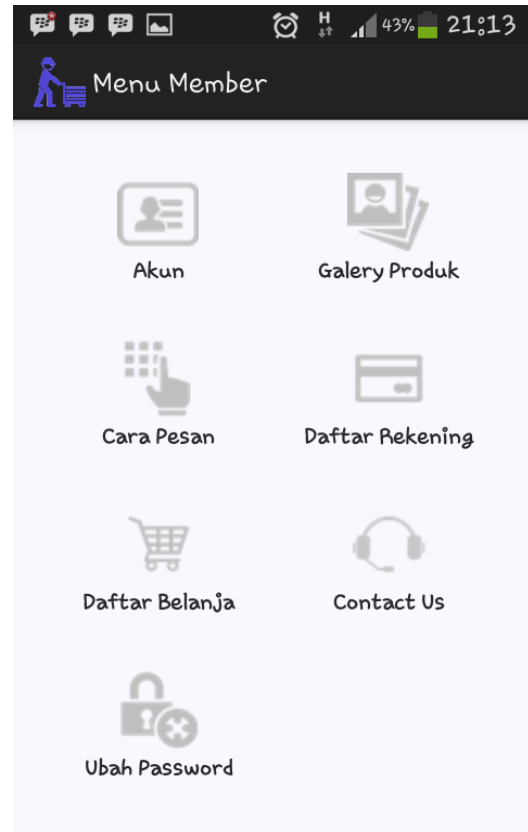 H 43% 21:13
Menu Member
Akun Galery Produk
Cara Pesan Daftar Rekening
Daftar Belanja Contact Us
Ubah Password